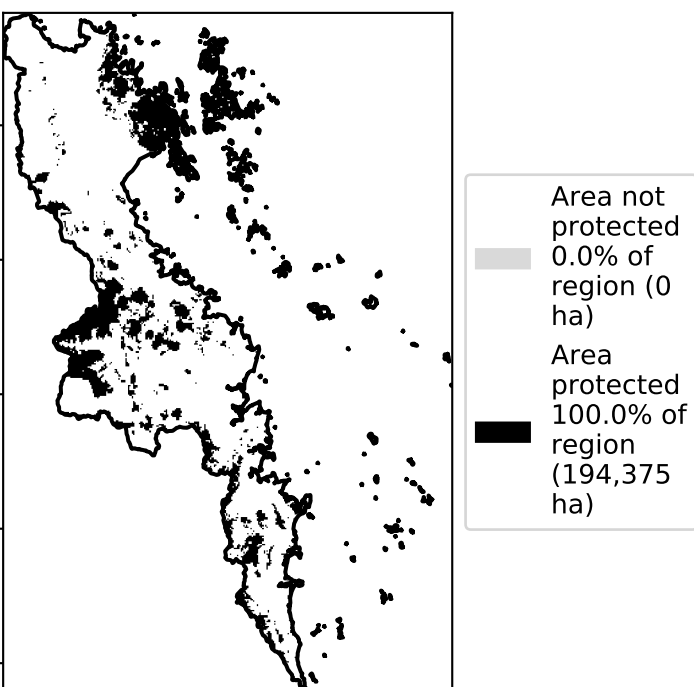 Area not
protected
0.0% of
region (0
ha)
Area
protected
100.0% of
region
(194,375
ha)